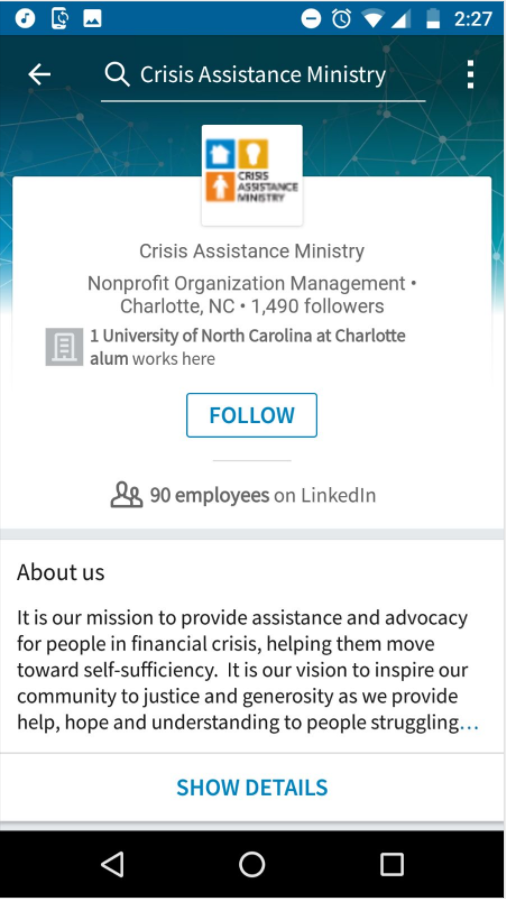 2:27
Crisis Assistance Ministry
CRISIS
ASSISTANCE
MINISTRY
Crisis Assistance Ministry
Nonprofit Organization Management •
Charlotte, NC • 1,490 followers
1 University of North Carolina at Charlotte
alum works here
FOLLOW
90 employees on LinkedIn
About us
It is our mission to provide assistance and advocacy
for people in financial crisis, helping them move
toward self-sufficiency.  It is our vision to inspire our
community to justice and generosity as we provide
help, hope and understanding to people struggling...
SHOW DETAILS